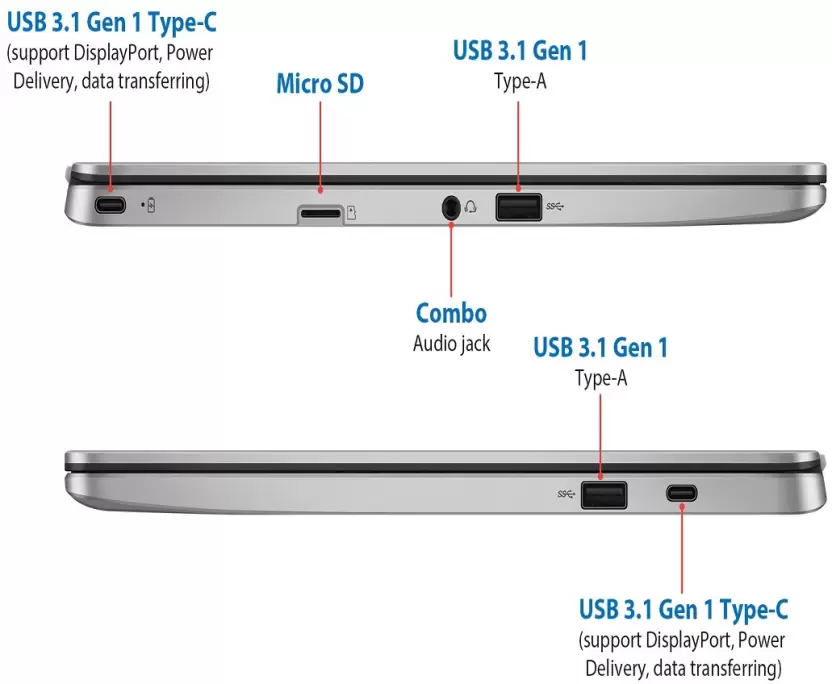 USB 3.1 Gen 1 Type-C
(support DisplayPort, Power
Delivery, data transferring)
Micro SD
USB 3.1 Gen 1
Type-A
Combo
Audio jack
USB 3.1 Gen 1
Type-A
USB 3.1 Gen 1 Type-C
(support DisplayPort, Power
Delivery, data transferring)